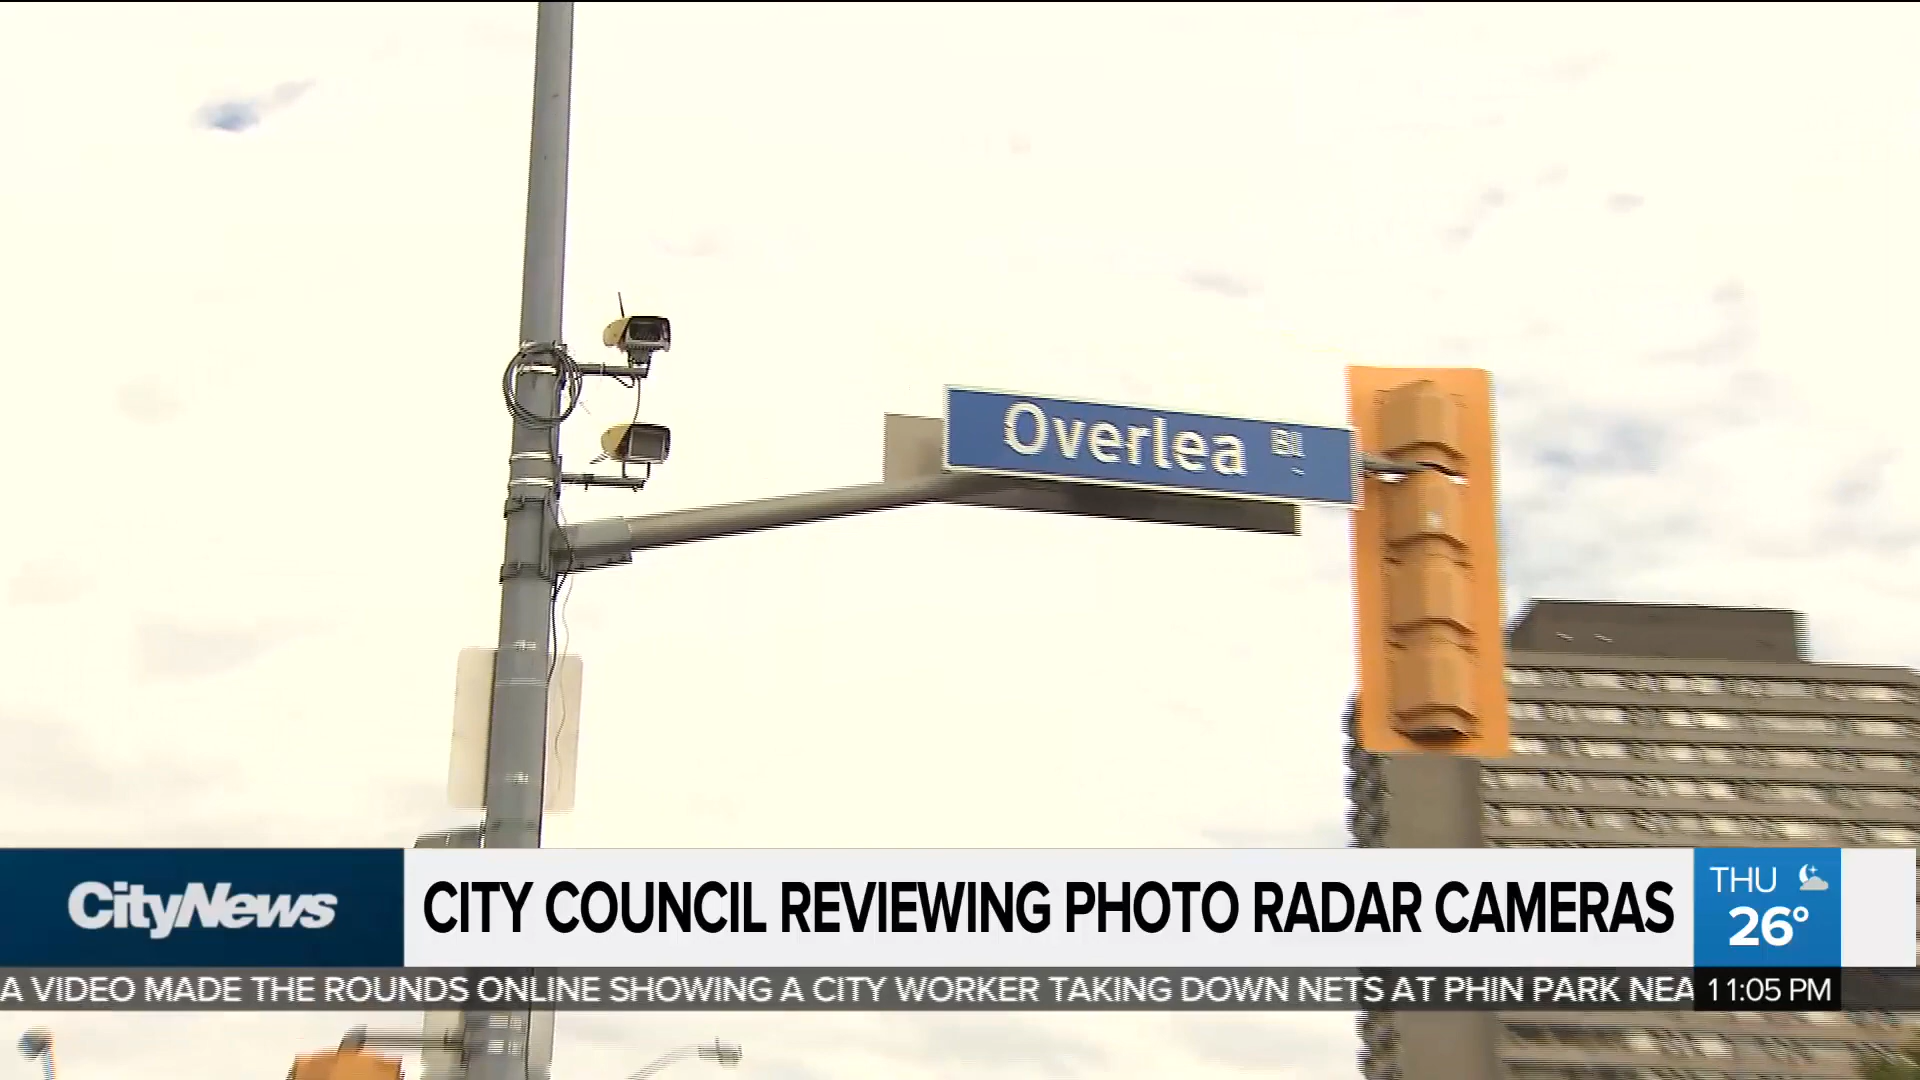 Overlea Bl
CityNews
CITY COUNCIL REVIEWING PHOTO RADAR CAMERAS
THU
26°
A VIDEO MADE THE ROUNDS ONLINE SHOWING A CITY WORKER TAKING DOWN NETS AT PHIN PARK NEA
11:05 PM